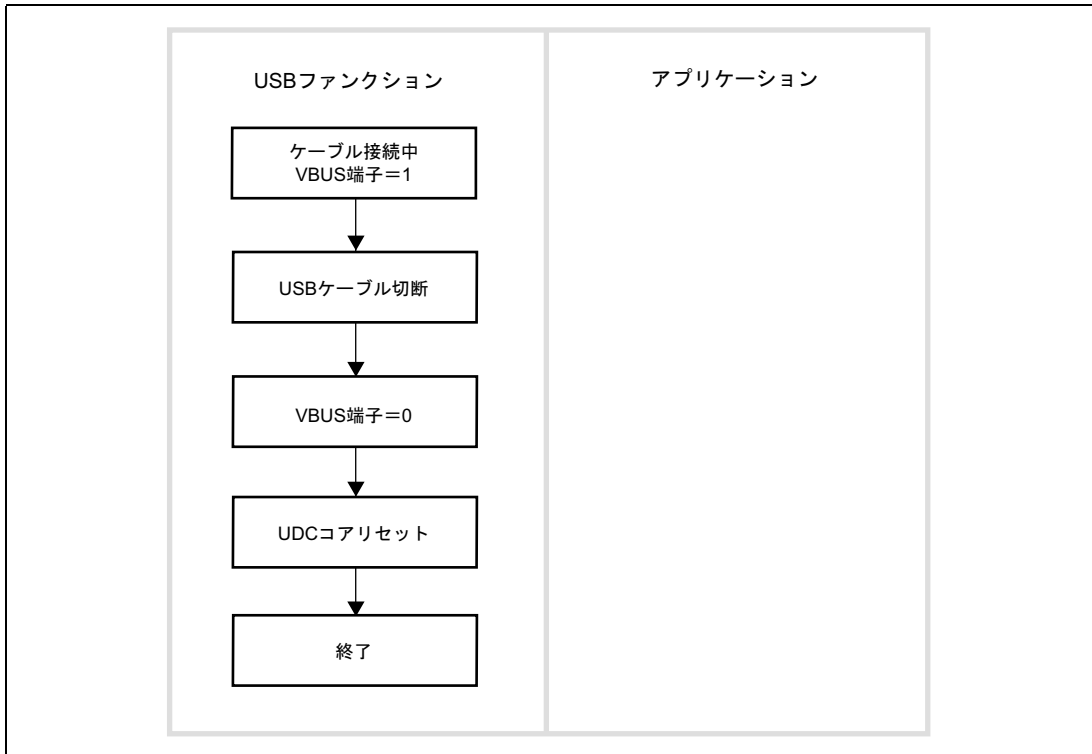 USBファンクション
アプリケーション
ケーブル接続中
VBUS端子＝1
USBケーブル切断
VBUS端子＝0
UDCコアリセット
終了